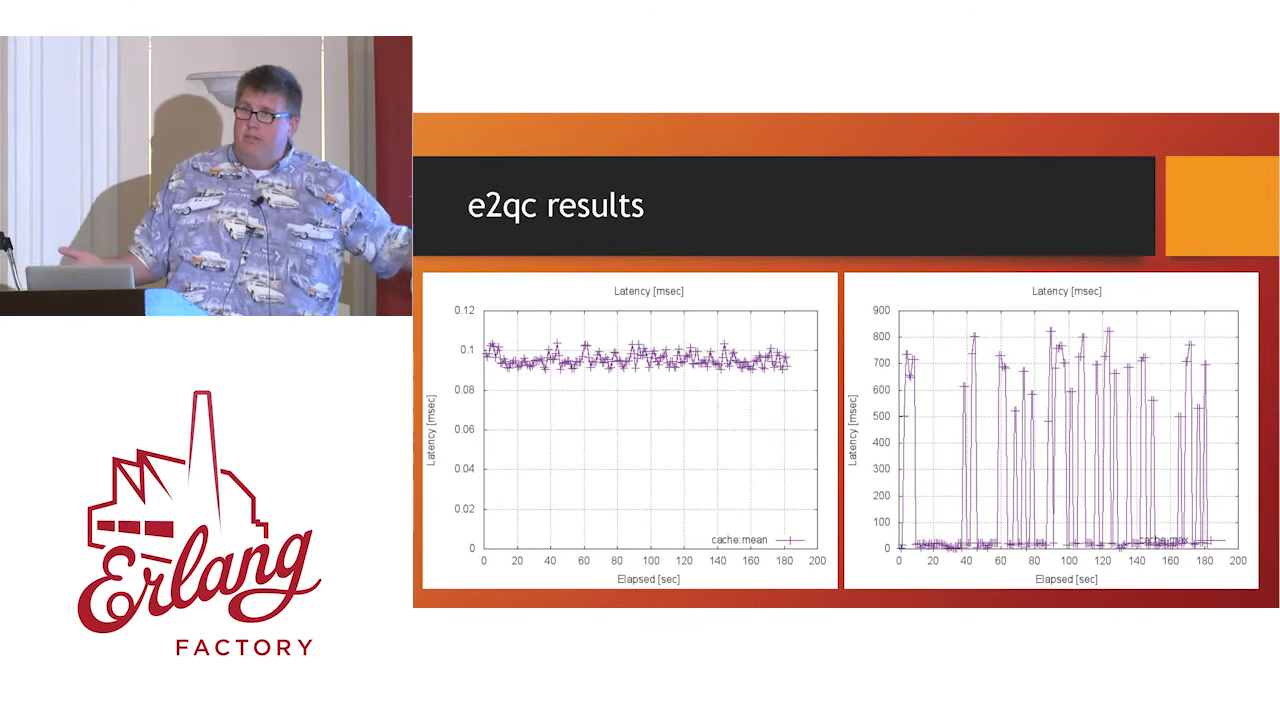 e2qc results
Latency [msec]
0.12
0.1
0.08
0.06
0.04
0.02
0
Latency [msec]
cache:mean
0 20 40 60 80 100 120 140 160 180 200
Elapsed [sec]
Latency [msec]
900
800
700
600
500
400
300
200
100
0
Latency [msec]
cache:max
0 20 40 60 80 100 120 140 160 180 200
Elapsed [sec]
Erlang
FACTORY